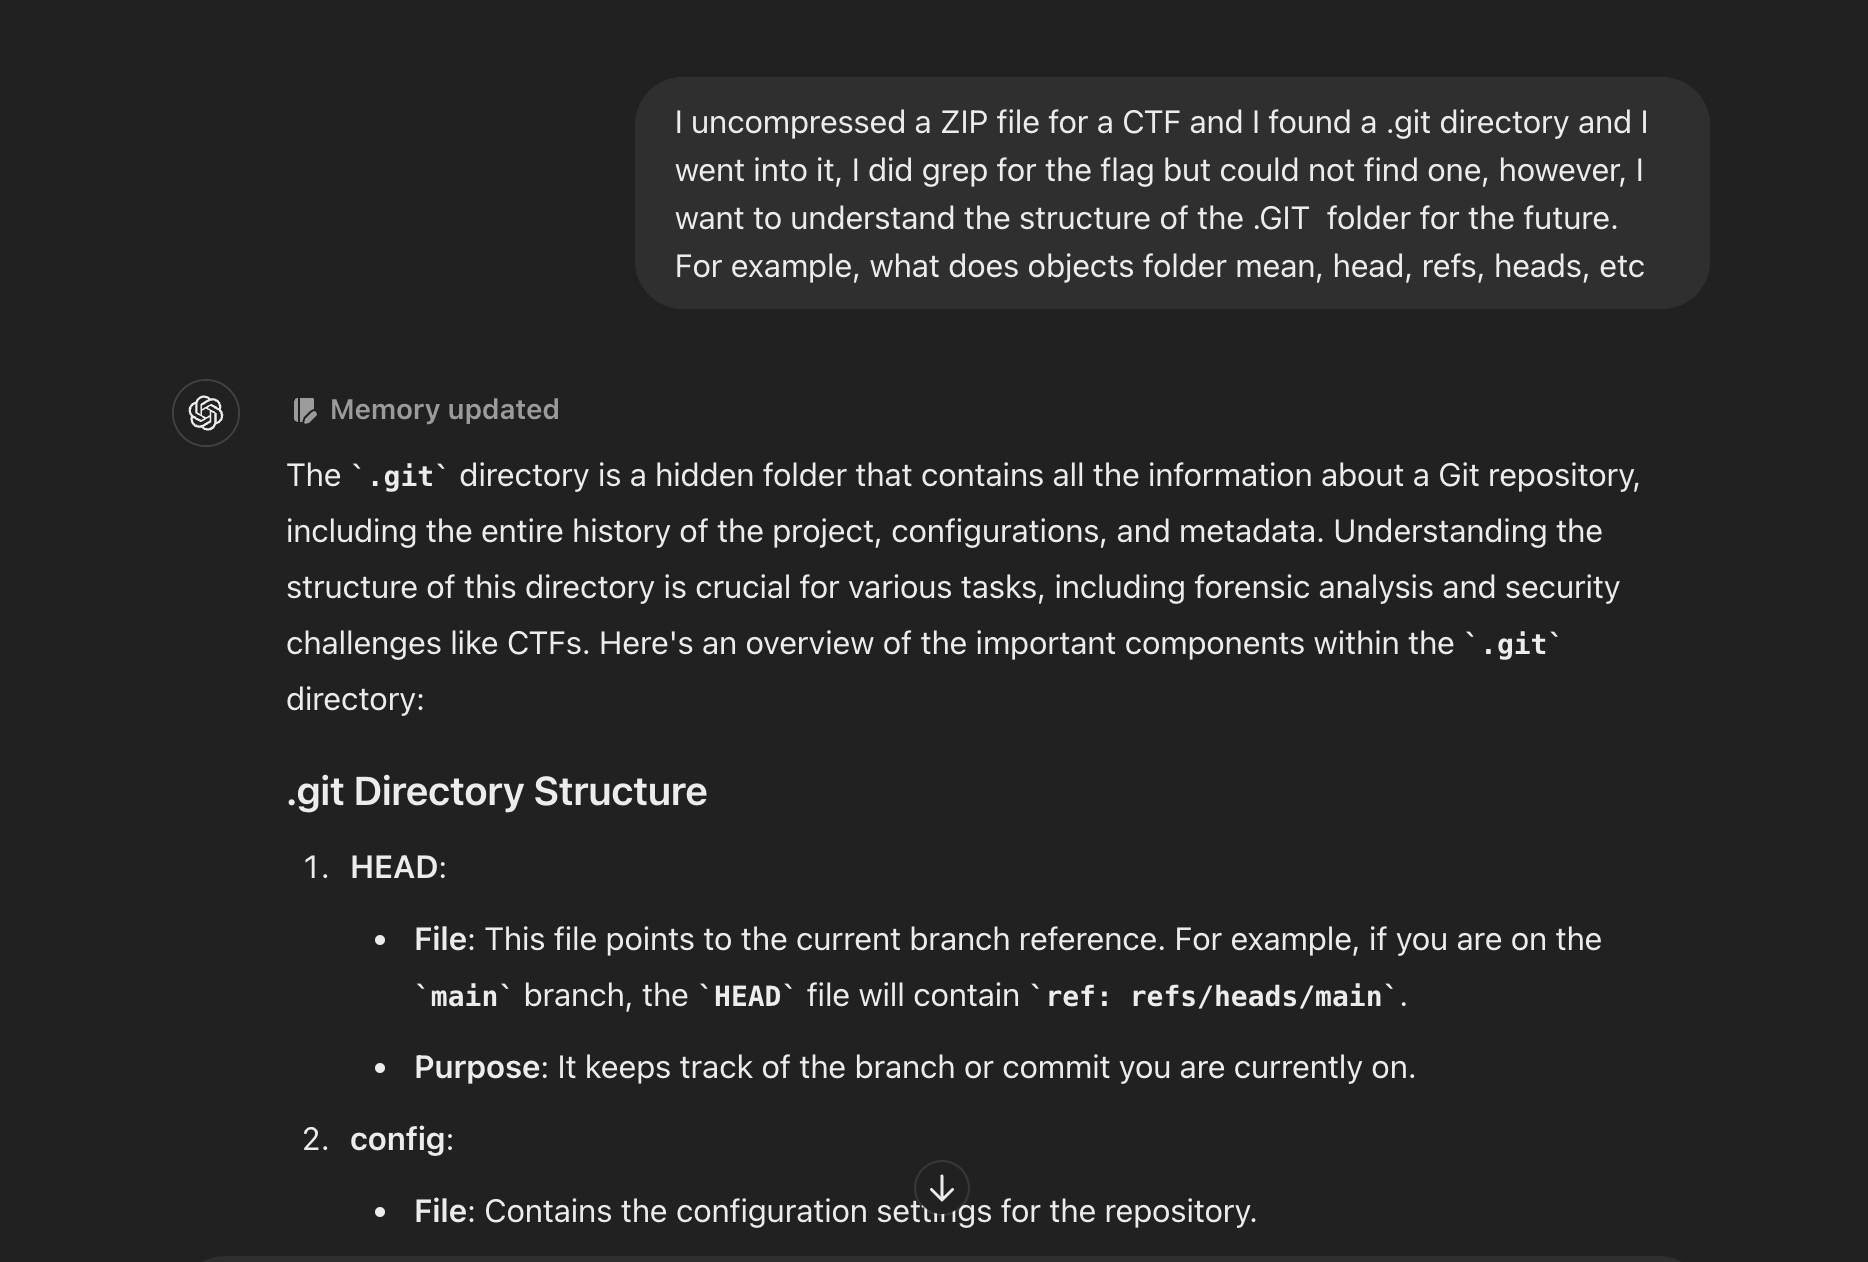 I uncompressed a ZIP file for a CTF and I found a .git directory and I
went into it, I did grep for the flag but could not find one, however, I
want to understand the structure of the .GIT  folder for the future.
For example, what does objects folder mean, head, refs, heads, etc
Memory updated
The `.git` directory is a hidden folder that contains all the information about a Git repository,
including the entire history of the project, configurations, and metadata. Understanding the
structure of this directory is crucial for various tasks, including forensic analysis and security
challenges like CTFs. Here's an overview of the important components within the `.git`
directory:
.git Directory Structure
1. HEAD:
• File: This file points to the current branch reference. For example, if you are on the
`main` branch, the `HEAD` file will contain `ref: refs/heads/main`.
• Purpose: It keeps track of the branch or commit you are currently on.
2. config:
• File: Contains the configuration settings for the repository.